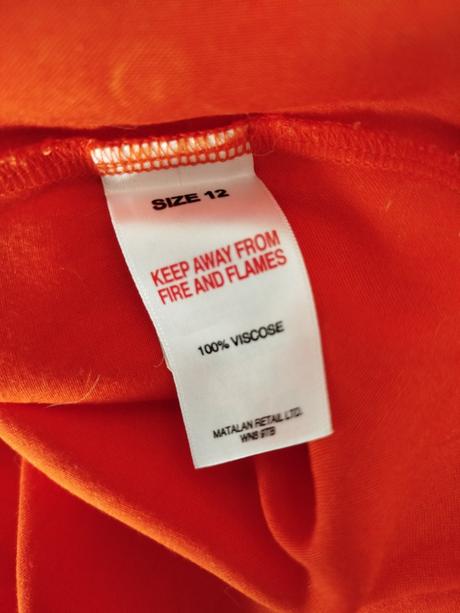 SIZE 12
KEEP AWAY FROM
FIRE AND FLAMES
100% VISCOSE
MATALAN RETAIL LTD.
WN8 9TB